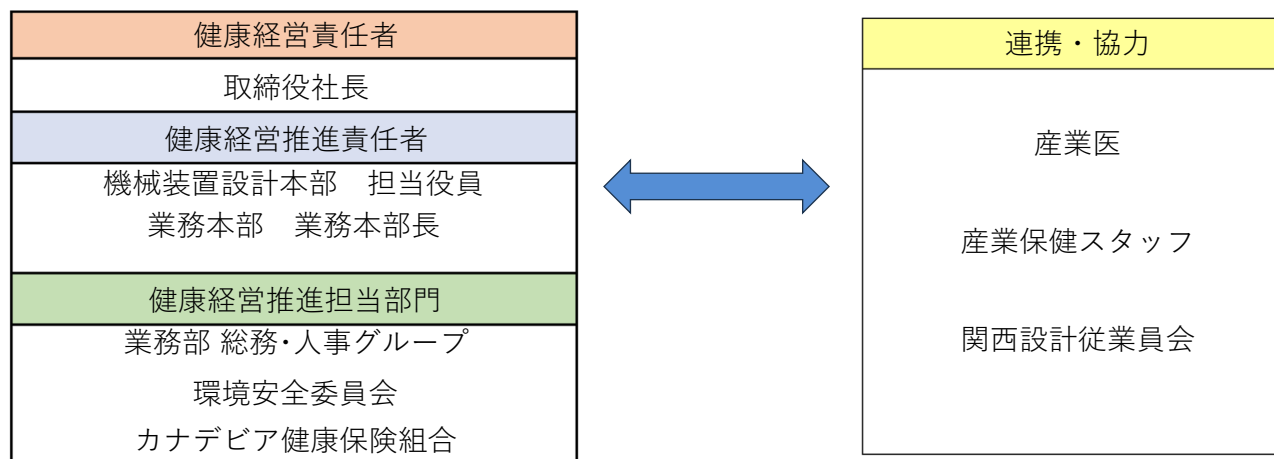 健康経営責任者
取締役社長
健康経営推進責任者
機械装置設計本部　担当役員
業務本部　業務本部長
健康経営推進担当部門
業務部 総務･人事グループ
環境安全委員会
カナデビア健康保険組合
連携・協力
産業医
産業保健スタッフ
関西設計従業員会